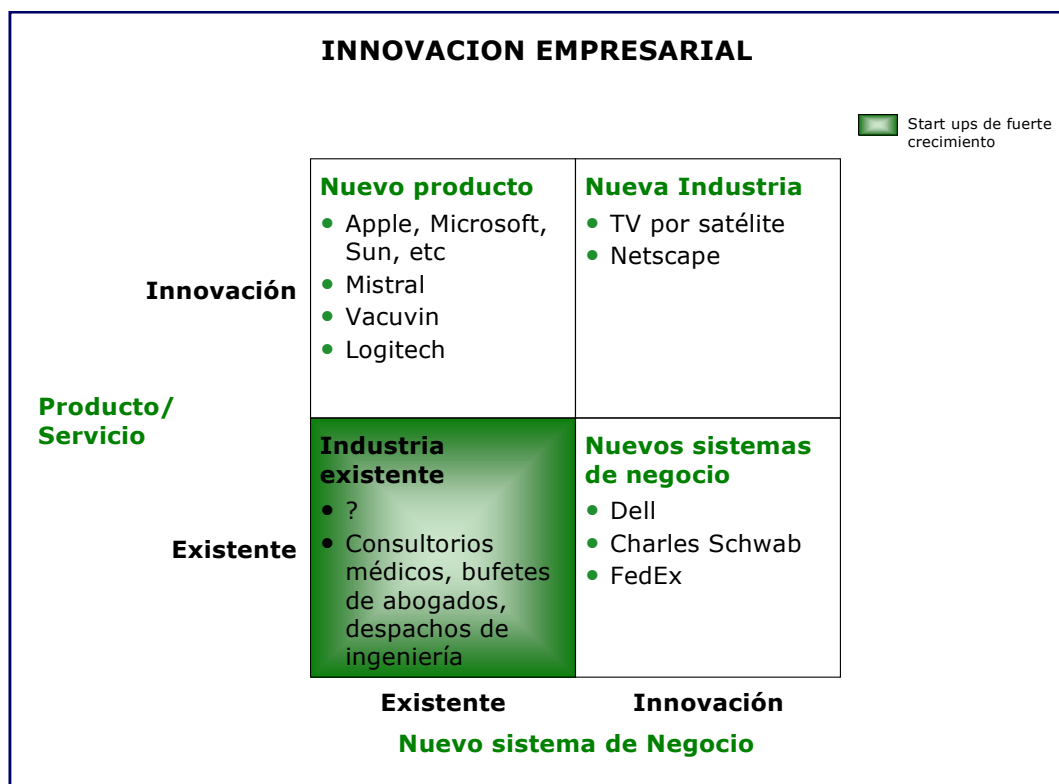 INNOVACION EMPRESARIAL
Start ups de fuerte
crecimiento
Nuevo producto
• Apple, Microsoft,
Sun, etc
• Mistral
• Vacuvin
• Logitech
Nueva Industria
• TV por satélite
• Netscape
Innovación
Producto/
Servicio
Industria
existente
• ?
• Consultorios
médicos, bufetes
de abogados,
despachos de
ingeniería
Nuevos sistemas
de negocio
• Dell
• Charles Schwab
• FedEx
Existente
Existente
Innovación
Nuevo sistema de Negocio